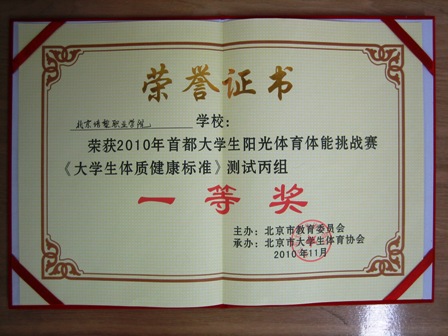 荣誉证书
北京培黎职业学院 学校：
荣获2010年首都大学生阳光体育体能挑战赛
《大学生体质健康标准》测试丙组
一等奖
主办：北京市教育委员会
承办：北京市大学生体育协会
2010年11月